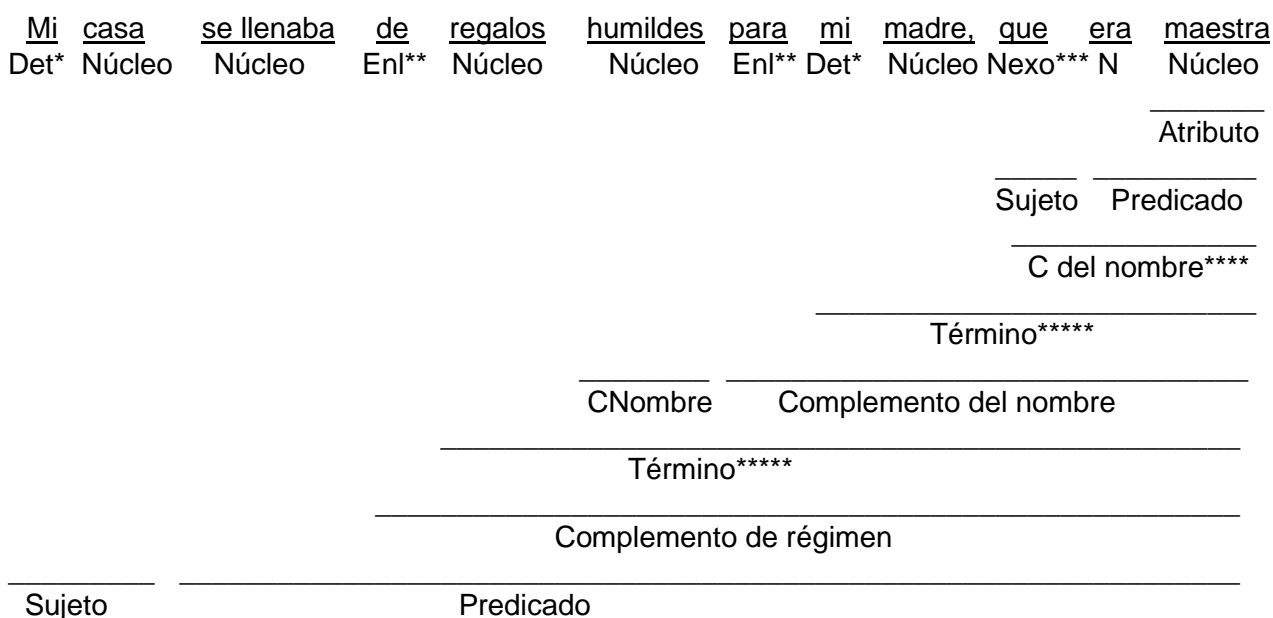 Mi casa se llenaba de regalos humildes para mi madre, que era maestra
Det* Núcleo Núcleo Enl** Núcleo Núcleo Enl** Det* Núcleo Nexo*** N Núcleo
Atributo
Sujeto Predicado
C del nombre****
Término*****
CNombre Complemento del nombre
Término*****
Complemento de régimen
Sujeto Predicado